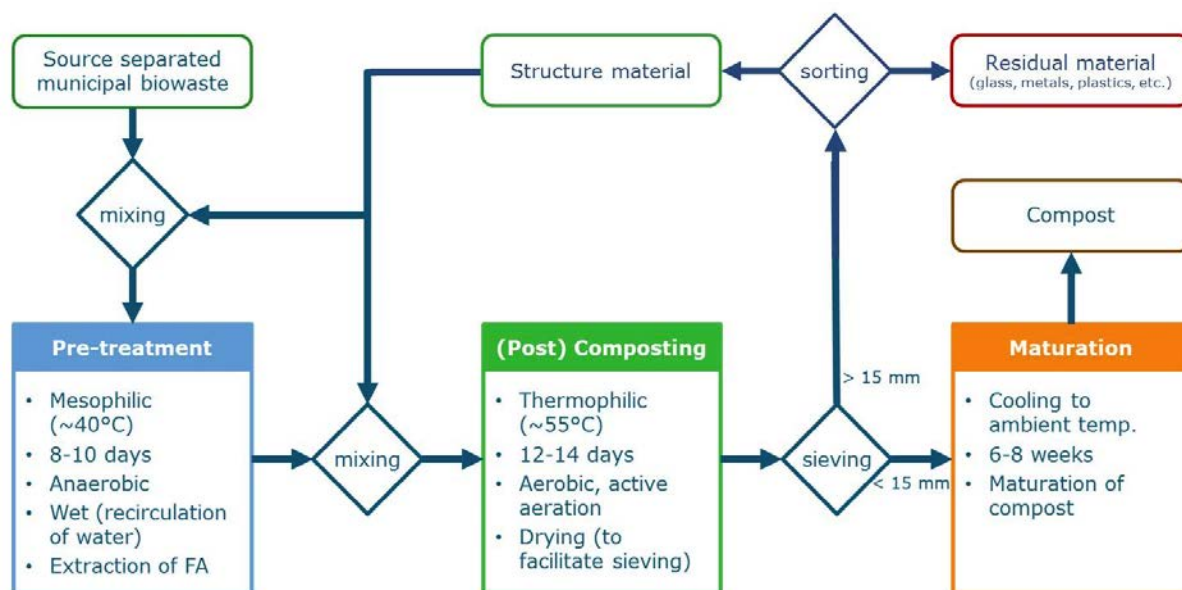 Source separated
municipal biowaste
Structure material
sorting
Residual material
(glass, metals, plastics, etc.)
mixing
Compost
Pre-treatment
• Mesophilic
(~40°C)
• 8-10 days
• Anaerobic
• Wet (recirculation
of water)
• Extraction of FA
mixing
(Post) Composting
• Thermophilic
(~55°C)
• 12-14 days
• Aerobic, active
aeration
• Drying (to
facilitate sieving)
> 15 mm
sieving
< 15 mm
Maturation
• Cooling to
ambient temp.
• 6-8 weeks
• Maturation of
compost